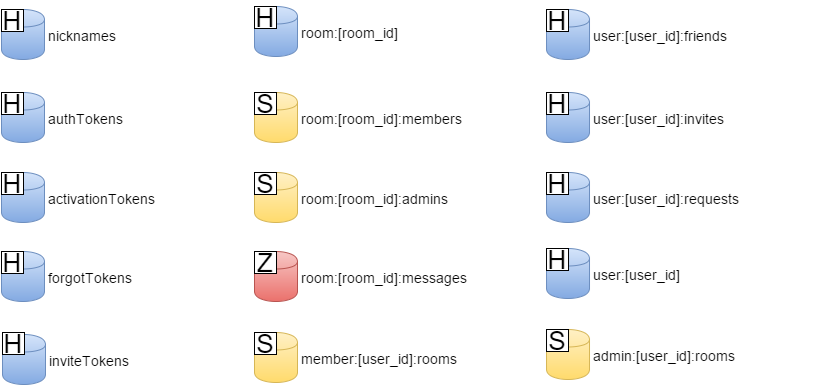 H nicknames
H authTokens
H activationTokens
H forgotTokens
H inviteTokens
H room:[room_id]
S room:[room_id]:members
S room:[room_id]:admins
Z room:[room_id]:messages
S member:[user_id]:rooms
H user:[user_id]:friends
H user:[user_id]:invites
H user:[user_id]:requests
H user:[user_id]
S admin:[user_id]:rooms